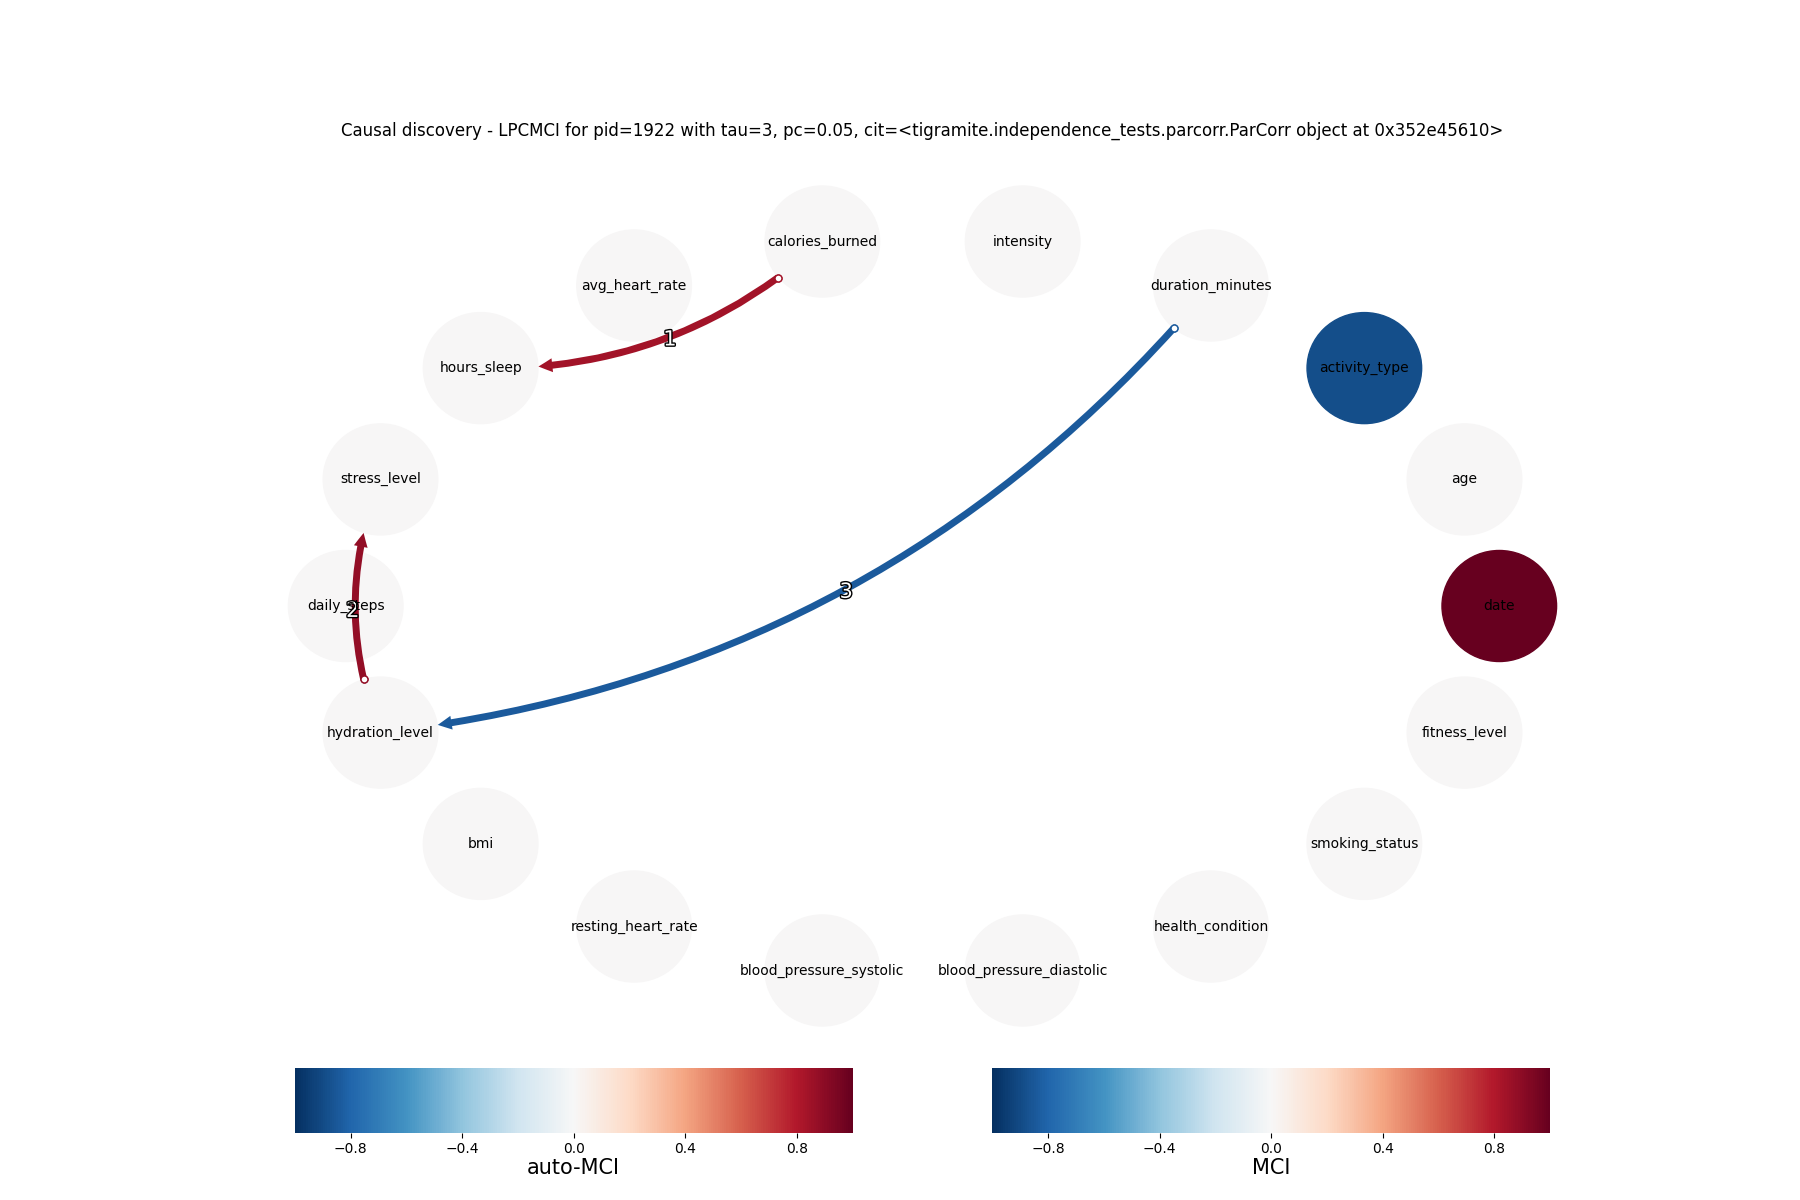 Causal discovery - LPCMCI for pid=1922 with tau=3, pc=0.05, cit=<tigramite.independence_tests.parcorr.ParCorr object at 0x352e45610>
calories_burned
intensity
avg_heart_rate
duration_minutes
1
hours_sleep
activity_type
stress_level
age
3
daily_steps
2
date
hydration_level
fitness_level
bmi
smoking_status
resting_heart_rate
health_condition
blood_pressure_systolic
blood_pressure_diastolic
−0.8 −0.4 0.0 0.4 0.8
auto-MCI
−0.8 −0.4 0.0 0.4 0.8
MCI